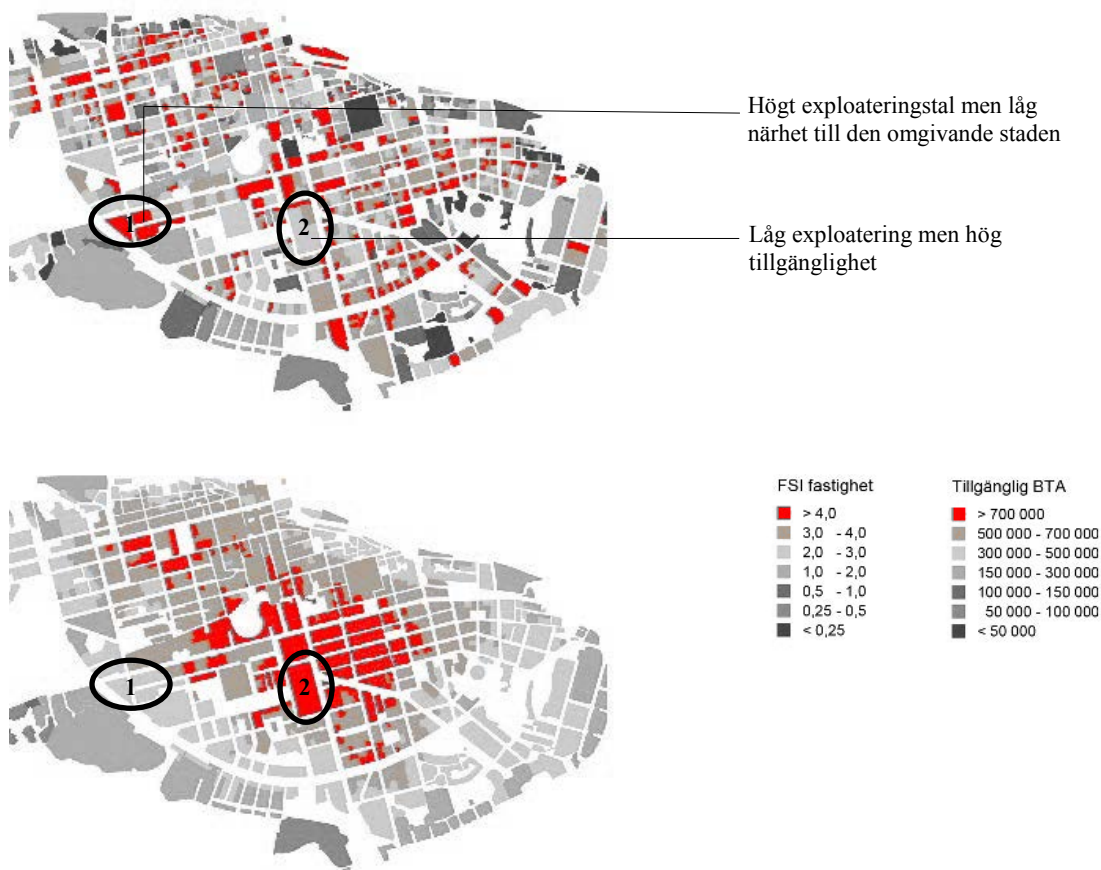 Högt exploateringstal men låg
närhet till den omgivande staden
1
2
Låg exploatering men hög
tillgänglighet
FSI fastighet
> 4,0
3,0 - 4,0
2,0 - 3,0
1,0 - 2,0
0,5 - 1,0
0,25 - 0,5
< 0,25
Tillgänglig BTA
> 700 000
500 000 - 700 000
300 000 - 500 000
150 000 - 300 000
100 000 - 150 000
50 000 - 100 000
< 50 000
1
2